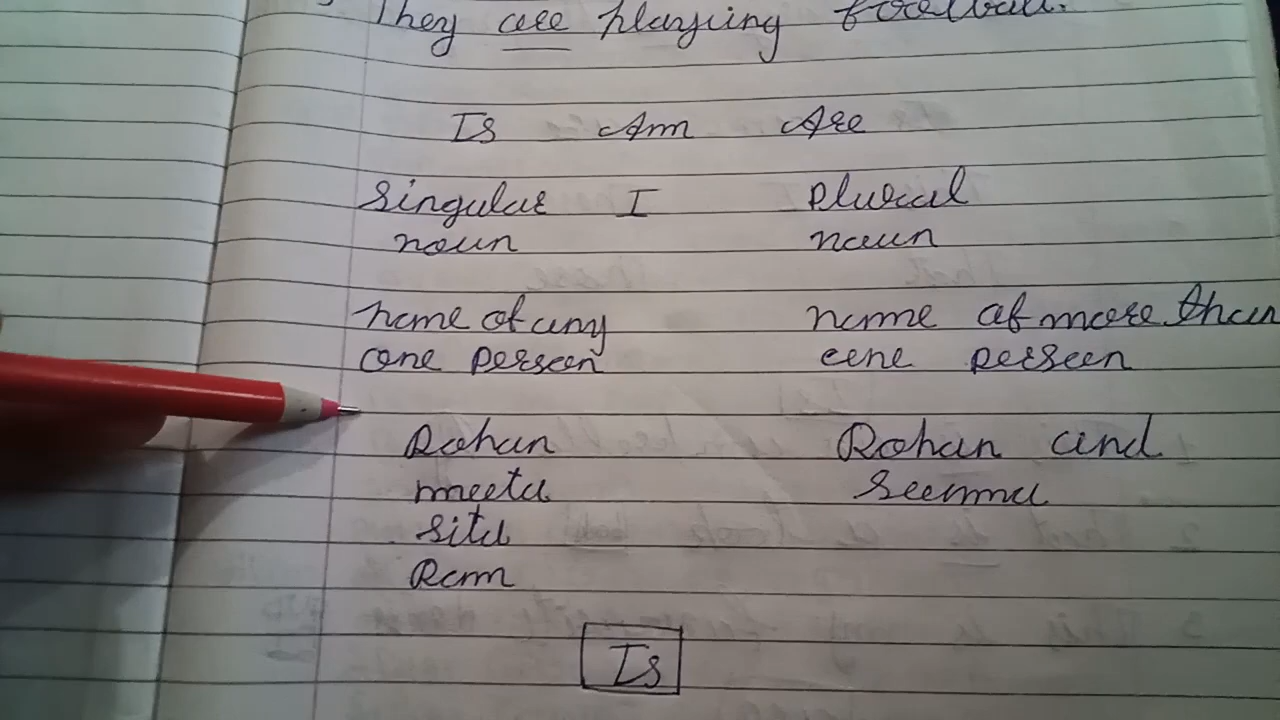 They are playing football.
Is Am Are
Singular I Plural
noun noun
name of any name of more than
one person one person
Rohan Rohan and
meeta Seema
sita
Ram
Is